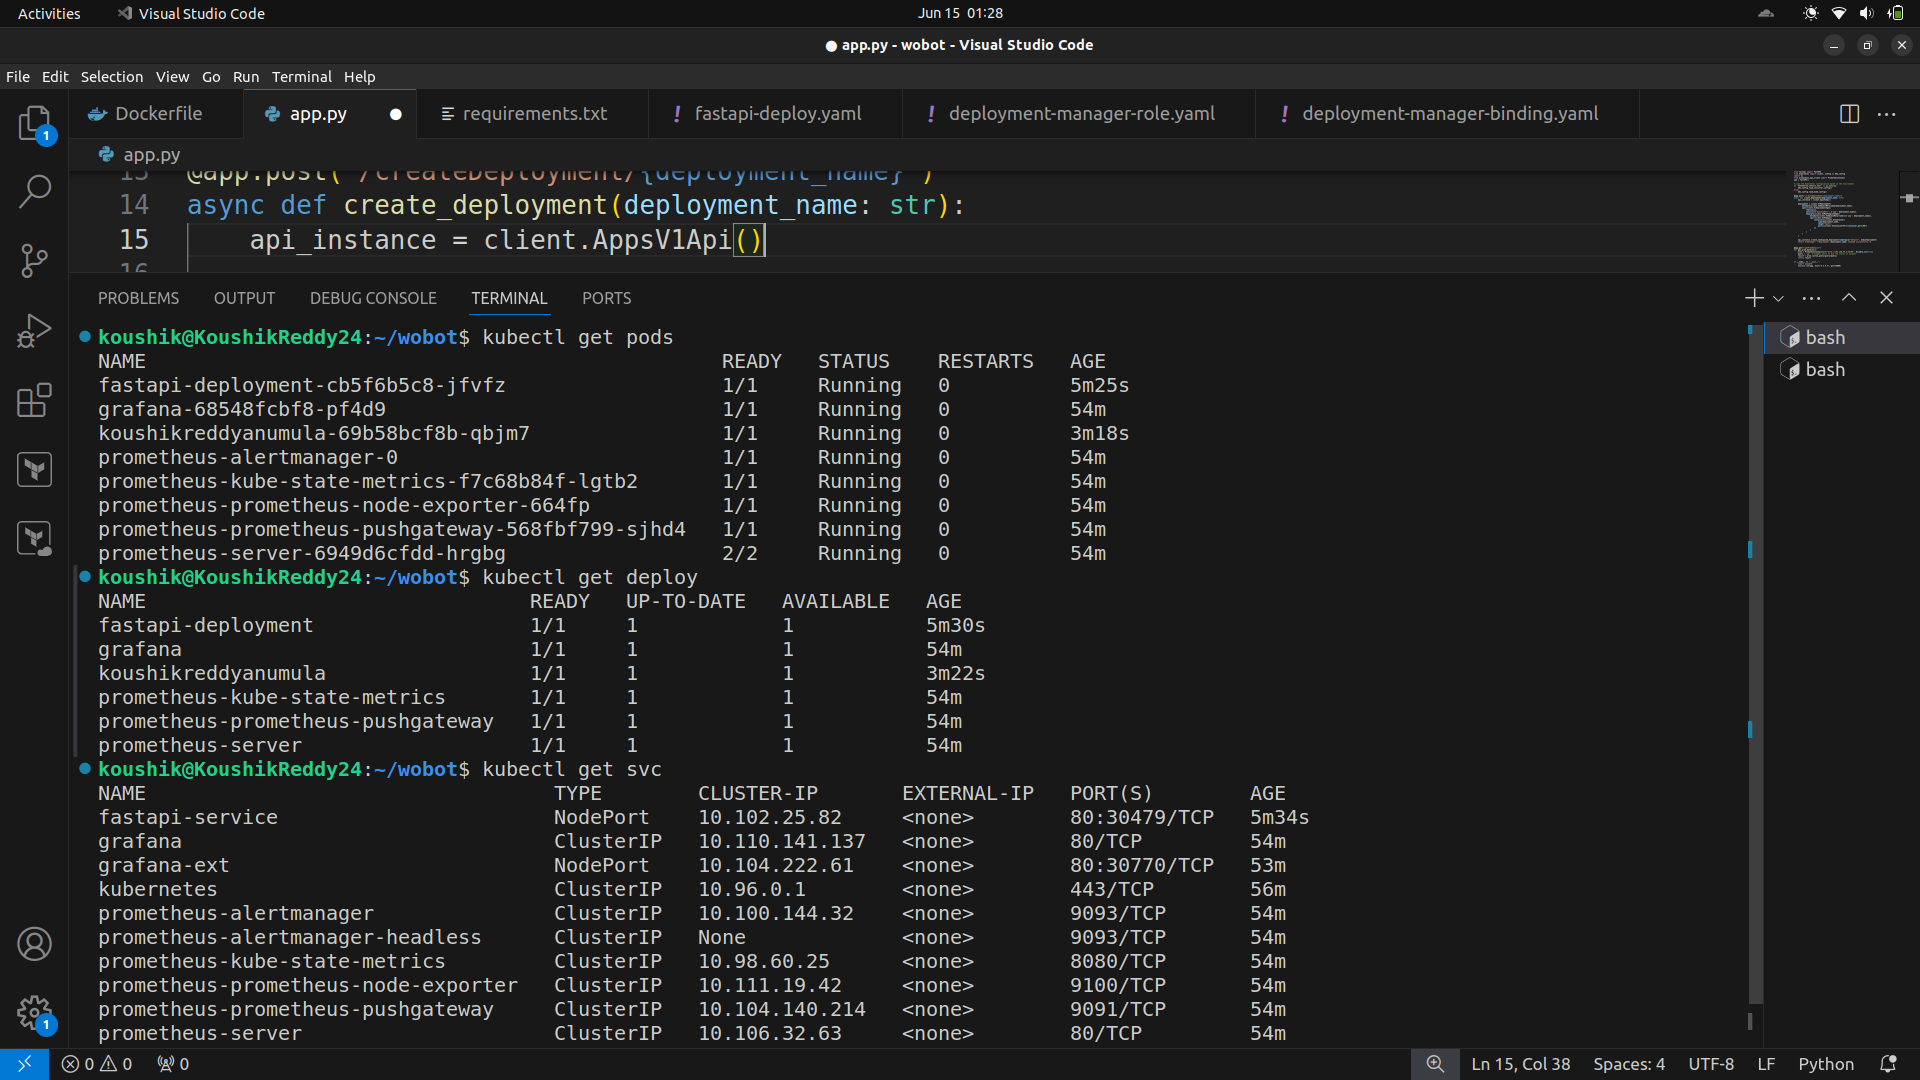 Activities Visual Studio Code Jun 15 01:28
app.py - wobot - Visual Studio Code
File Edit Selection View Go Run Terminal Help
Dockerfile app.py requirements.txt ! fastapi-deploy.yaml ! deployment-manager-role.yaml ! deployment-manager-binding.yaml
1
app.py
13 @app.post("/createDeployment/{deployment_name}")
14 async def create_deployment(deployment_name: str):
15 api_instance = client.AppsV1Api()
16
PROBLEMS OUTPUT DEBUG CONSOLE TERMINAL PORTS
bash
bash
koushik@KoushikReddy24:~/wobot$ kubectl get pods
NAME READY STATUS RESTARTS AGE
fastapi-deployment-cb5f6b5c8-jfvfz 1/1 Running 0 5m25s
grafana-68548fcbf8-pf4d9 1/1 Running 0 54m
koushikreddyanumula-69b58bcf8b-qbjm7 1/1 Running 0 3m18s
prometheus-alertmanager-0 1/1 Running 0 54m
prometheus-kube-state-metrics-f7c68b84f-lgtb2 1/1 Running 0 54m
prometheus-prometheus-node-exporter-664fp 1/1 Running 0 54m
prometheus-prometheus-pushgateway-568fbf799-sjhd4 1/1 Running 0 54m
prometheus-server-6949d6cfdd-hrgbg 2/2 Running 0 54m
koushik@KoushikReddy24:~/wobot$ kubectl get deploy
NAME READY UP-TO-DATE AVAILABLE AGE
fastapi-deployment 1/1 1 1 5m30s
grafana 1/1 1 1 54m
koushikreddyanumula 1/1 1 1 3m22s
prometheus-kube-state-metrics 1/1 1 1 54m
prometheus-prometheus-pushgateway 1/1 1 1 54m
prometheus-server 1/1 1 1 54m
koushik@KoushikReddy24:~/wobot$ kubectl get svc
NAME TYPE CLUSTER-IP EXTERNAL-IP PORT(S) AGE
fastapi-service NodePort 10.102.25.82 <none> 80:30479/TCP 5m34s
grafana ClusterIP 10.110.141.137 <none> 80/TCP 54m
grafana-ext NodePort 10.104.222.61 <none> 80:30770/TCP 53m
kubernetes ClusterIP 10.96.0.1 <none> 443/TCP 56m
prometheus-alertmanager ClusterIP 10.100.144.32 <none> 9093/TCP 54m
prometheus-alertmanager-headless ClusterIP None <none> 9093/TCP 54m
prometheus-kube-state-metrics ClusterIP 10.98.60.25 <none> 8080/TCP 54m
prometheus-prometheus-node-exporter ClusterIP 10.111.19.42 <none> 9100/TCP 54m
prometheus-prometheus-pushgateway ClusterIP 10.104.140.214 <none> 9091/TCP 54m
prometheus-server ClusterIP 10.106.32.63 <none> 80/TCP 54m
1
0 0 0 Ln 15, Col 38 Spaces: 4 UTF-8 LF Python